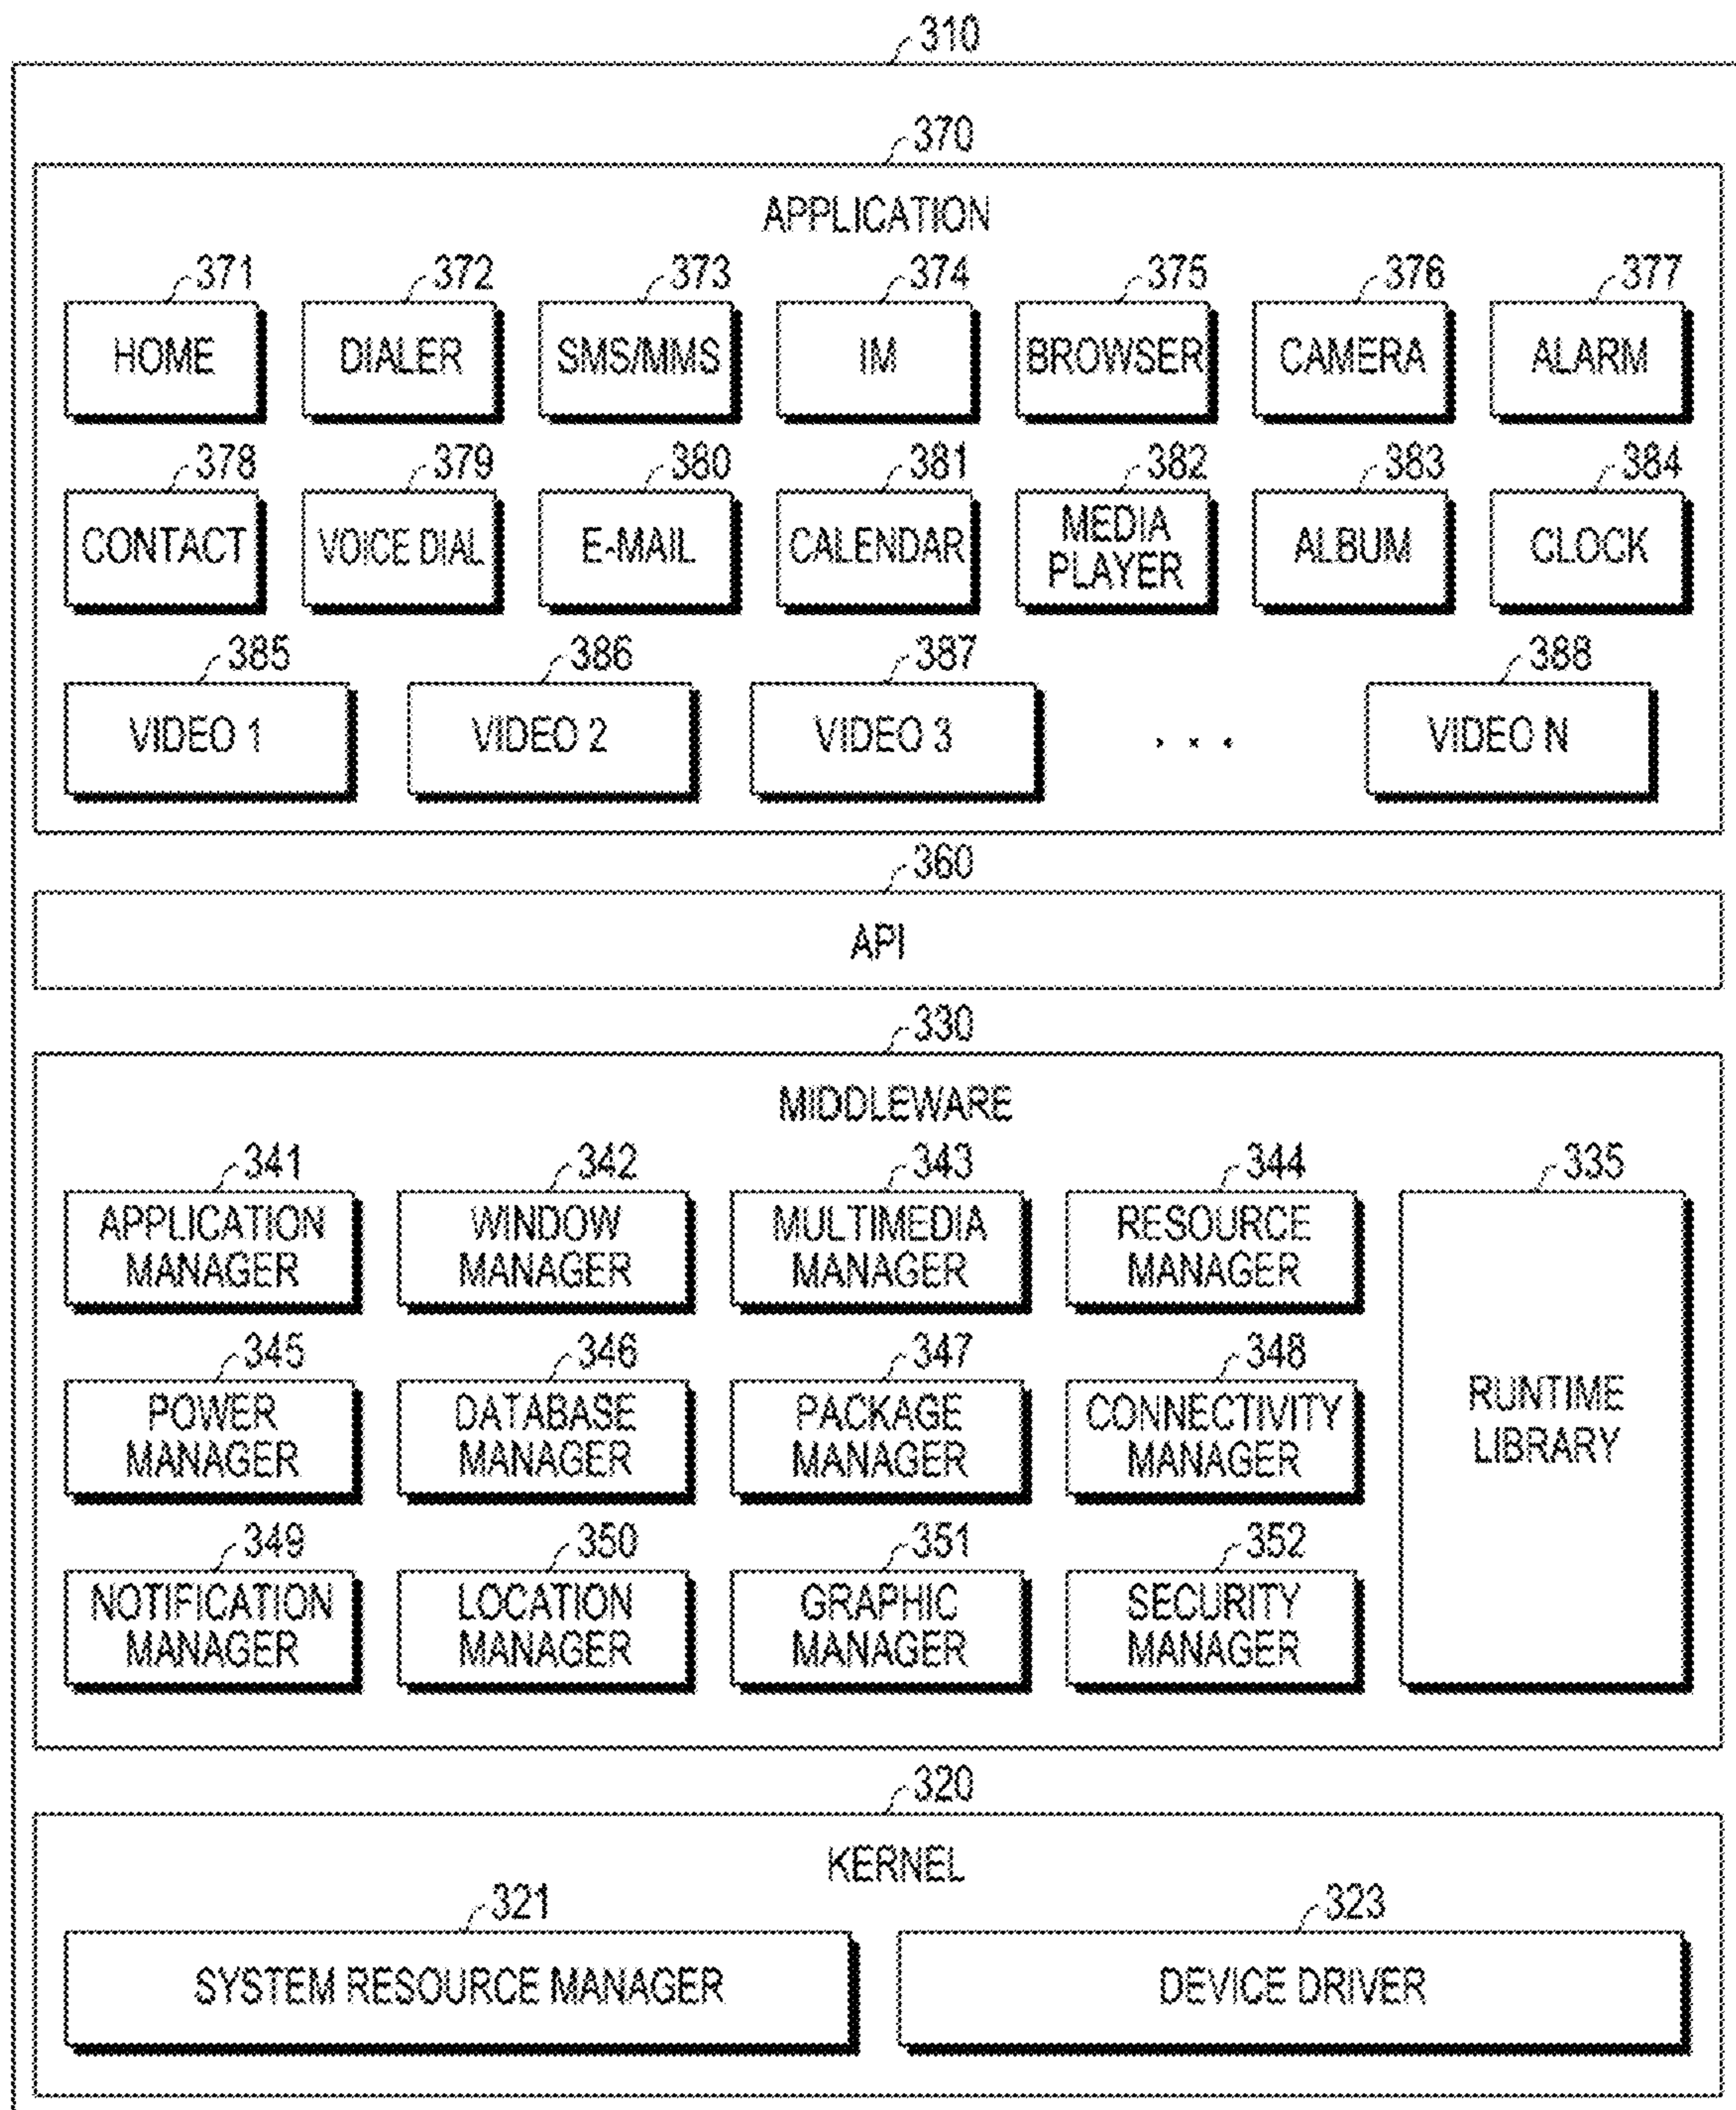 310
370
APPLICATION
371 372 373 374 375 376 377
HOME DIALER SMS/MMS IM BROWSER CAMERA ALARM
378 379 380 381 382 383 384
CONTACT VOICE DIAL E-MAIL CALENDAR MEDIA PLAYER ALBUM CLOCK
385 386 387 388
VIDEO 1 VIDEO 2 VIDEO 3 . . . VIDEO N
360
API
330
MIDDLEWARE
341 342 343 344 335
APPLICATION MANAGER WINDOW MANAGER MULTIMEDIA MANAGER RESOURCE MANAGER
345 346 347 348
POWER MANAGER DATABASE MANAGER PACKAGE MANAGER CONNECTIVITY MANAGER RUNTIME LIBRARY
349 350 351 352
NOTIFICATION MANAGER LOCATION MANAGER GRAPHIC MANAGER SECURITY MANAGER
320
KERNEL
321 323
SYSTEM RESOURCE MANAGER DEVICE DRIVER